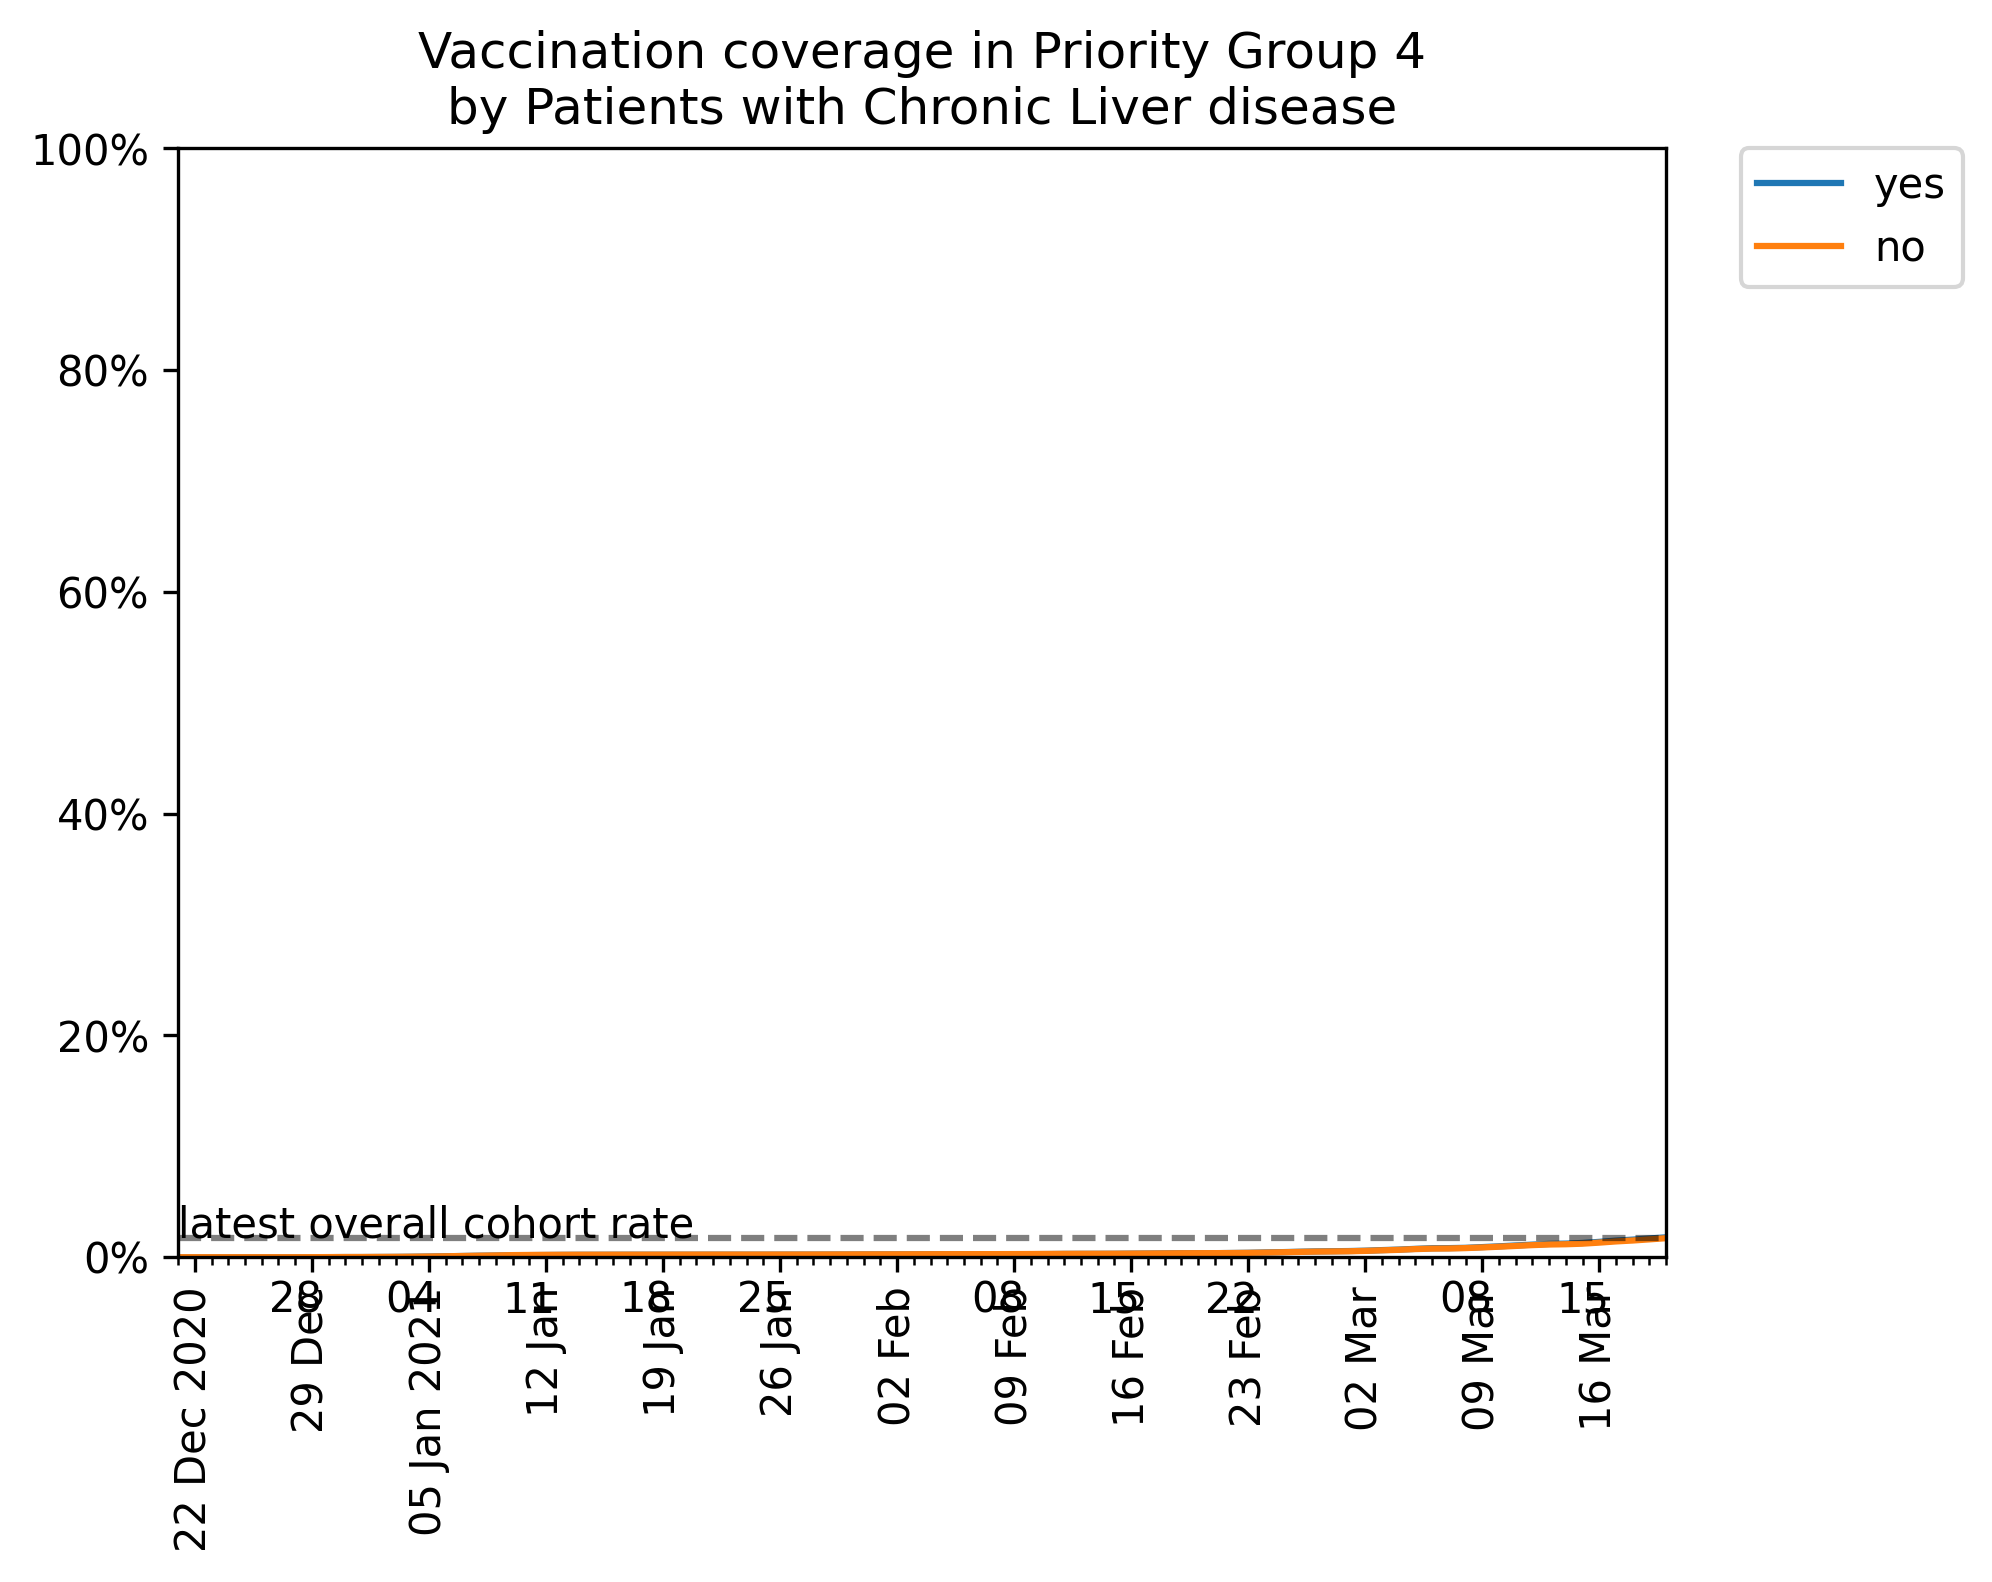 Vaccination coverage in Priority Group 4
by Patients with Chronic Liver disease
100%
80%
60%
40%
20%
0%
yes
no
latest overall cohort rate
28
04
11
18
25
08
15
22
08
15
22 Dec 2020
29 Dec
05 Jan 2021
12 Jan
19 Jan
26 Jan
02 Feb
09 Feb
16 Feb
23 Feb
02 Mar
09 Mar
16 Mar